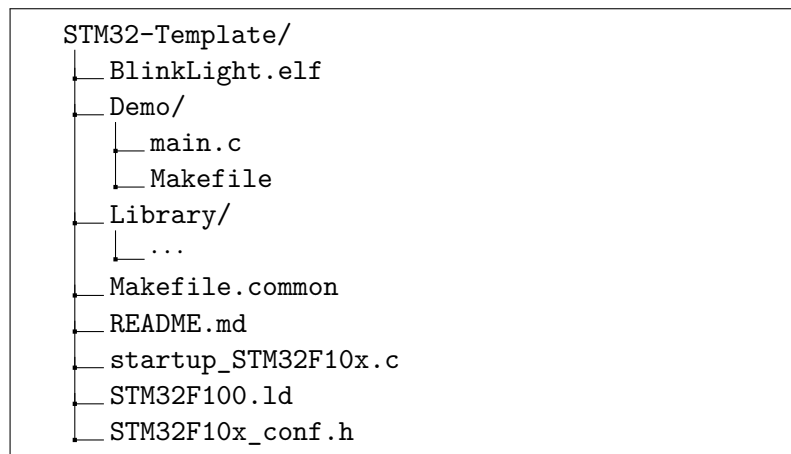 STM32-Template/
BlinkLight.elf
Demo/
main.c
Makefile
Library/
...
Makefile.common
README.md
startup_STM32F10x.c
STM32F100.ld
STM32F10x_conf.h